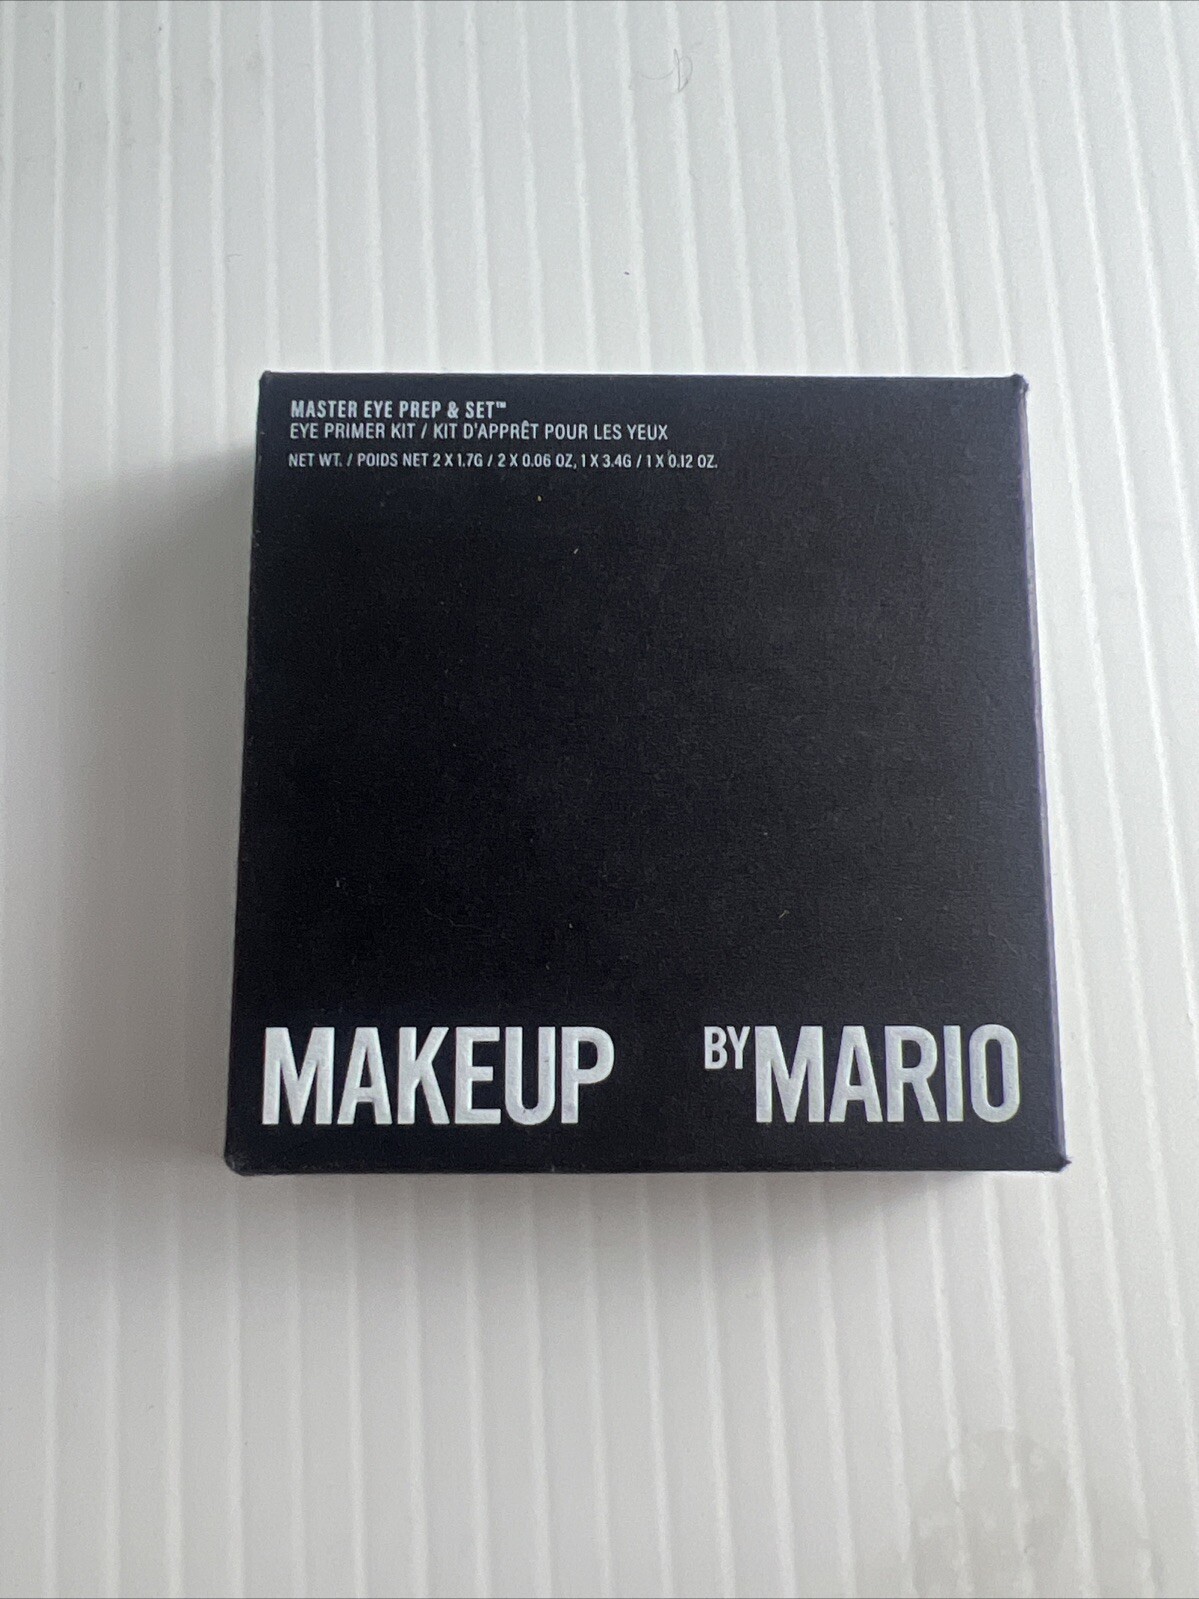 MASTER EYE PREP & SET™
EYE PRIMER KIT / KIT D'APPRÊT POUR LES YEUX
NET WT. / POIDS NET 2 X 1.7G / 2 X 0.06 OZ, 1 X 3.4G / 1 X 0.12 OZ.
MAKEUP BY MARIO